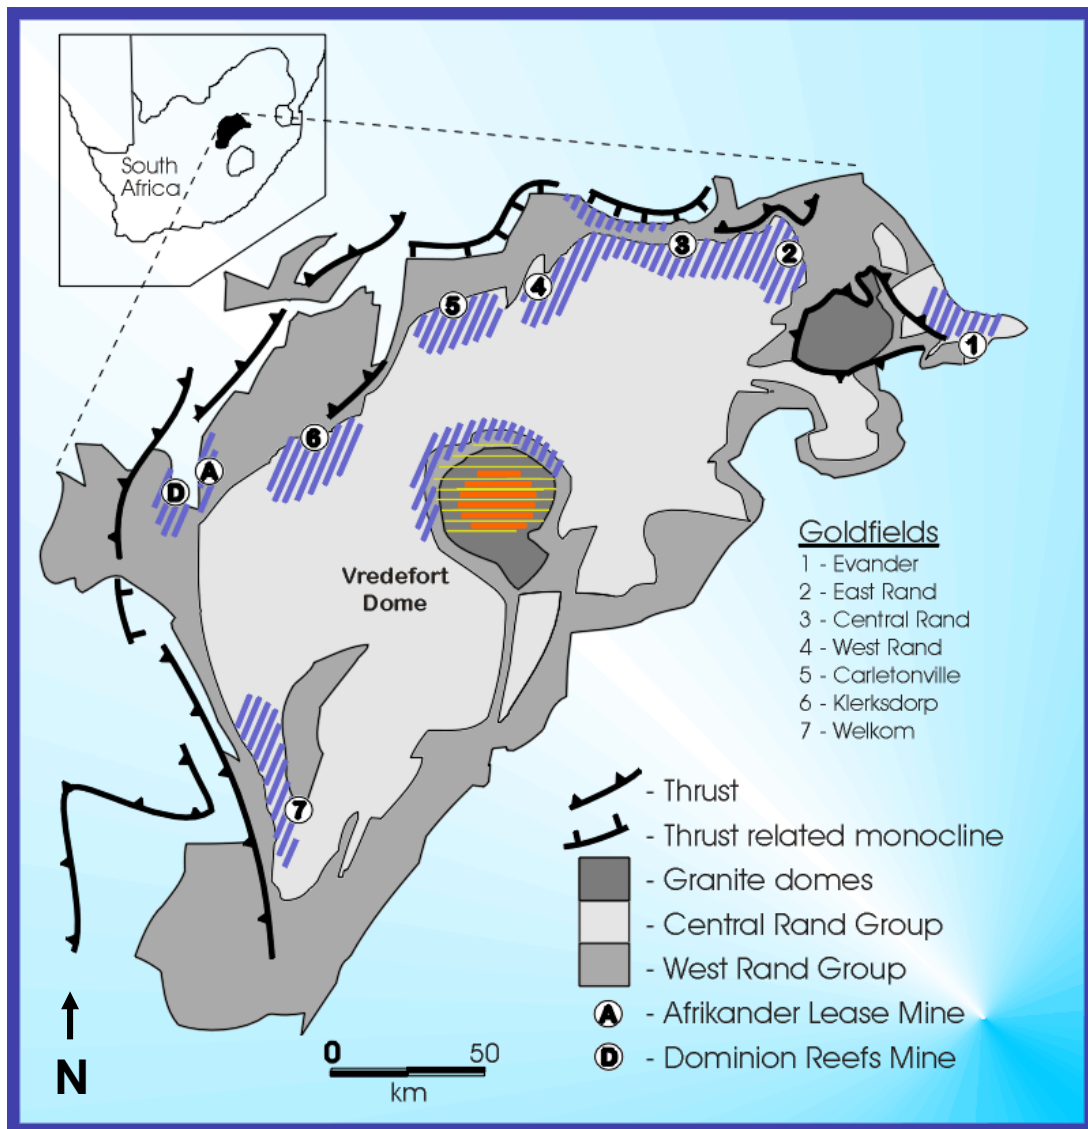 South
Africa
3
2
5
4
1
6
A
D
Vredefort
Dome
7
Goldfields
1 - Evander
2 - East Rand
3 - Central Rand
4 - West Rand
5 - Carletonville
6 - Klerksdorp
7 - Welkom
- Thrust
- Thrust related monocline
- Granite domes
- Central Rand Group
- West Rand Group
A - Afrikander Lease Mine
D - Dominion Reefs Mine
N
0 50
km